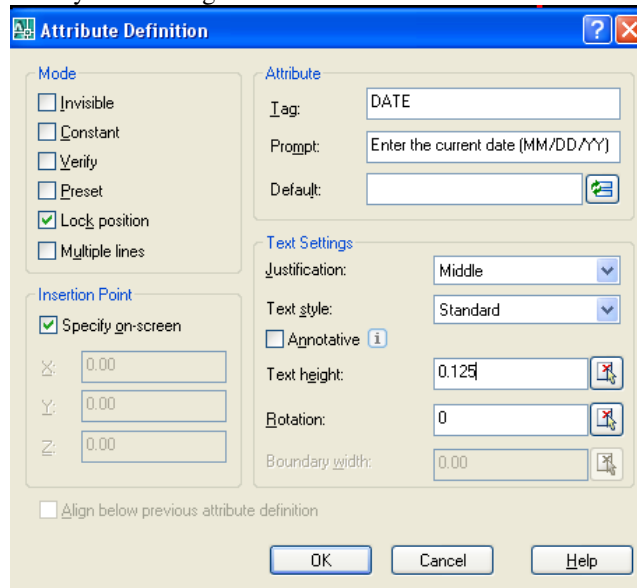 Attribute Definition
Mode
Invisible
Constant
Verify
Preset
Lock position
Multiple lines
Insertion Point
Specify on-screen
X: 0.00
Y: 0.00
Z: 0.00
Attribute
Tag: DATE
Prompt: Enter the current date (MM/DD/YY)
Default:
Text Settings
Justification: Middle
Text style: Standard
Annotative i
Text height: 0.125
Rotation: 0
Boundary width: 0.00
Align below previous attribute definition
OK Cancel Help